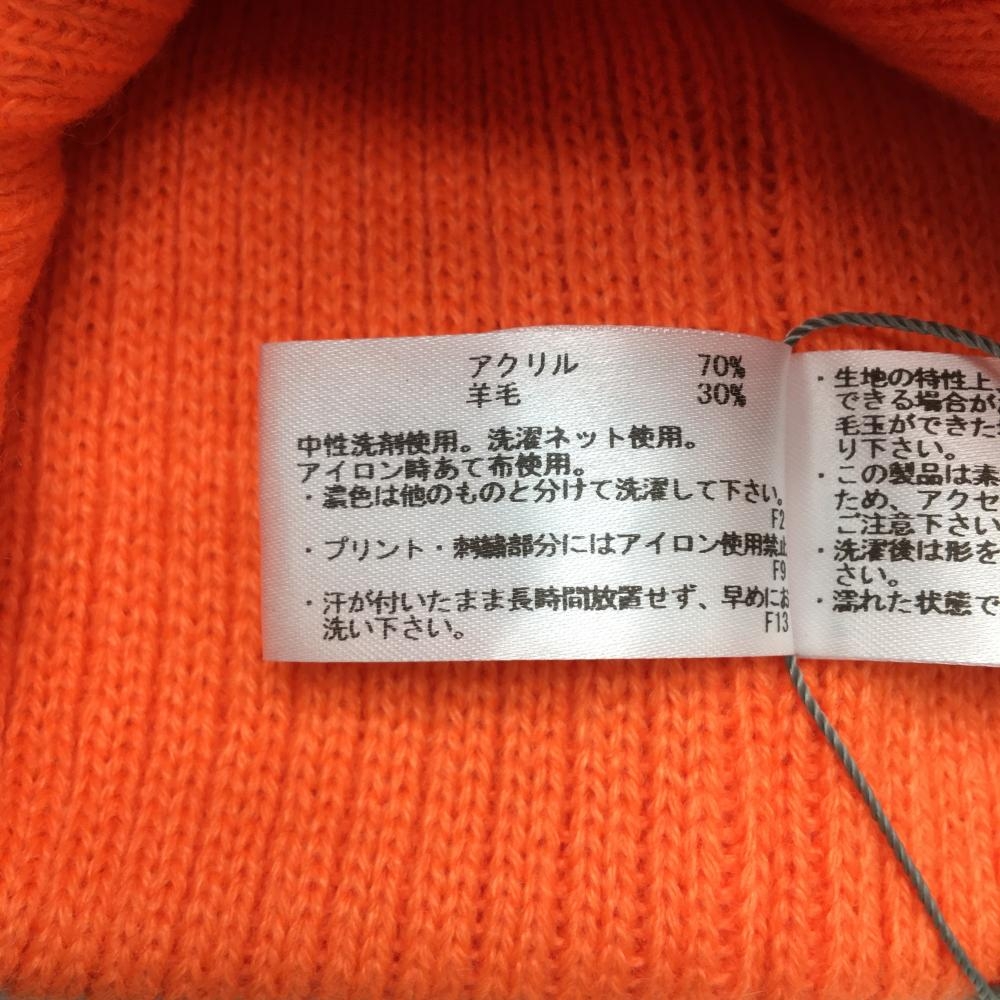 アクリル 70%
羊毛 30%
中性洗剤使用。洗濯ネット使用。
アイロン時あて布使用。
・濃色は他のものと分けて洗濯して下さい。
F2
・プリント・刺繍部分にはアイロン使用禁止
F9
・汗が付いたまま長時間放置せず、早めにお
F13
洗い下さい。
・生地の特性上、
できる場合が
毛玉ができた
り下さい。
・この製品は素
ため、アクセ
ご注意下さい
・洗濯後は形を
さい。
・濡れた状態で